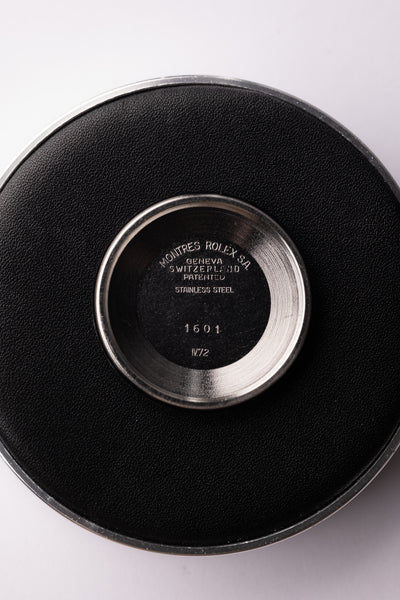 MONTRES ROLEX S.A.
GENEVA
SWITZERLAND
PATENTED
STAINLESS STEEL
1601
IV.72